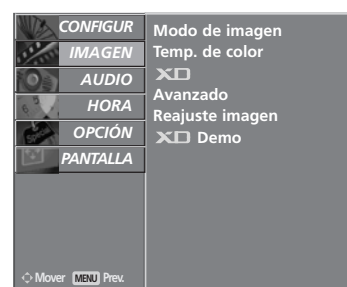 CONFIGUR
IMAGEN
AUDIO
HORA
OPCIÓN
PANTALLA
Modo de imagen
Temp. de color
XD
Avanzado
Reajuste imagen
XD Demo
Mover MENU Prev.